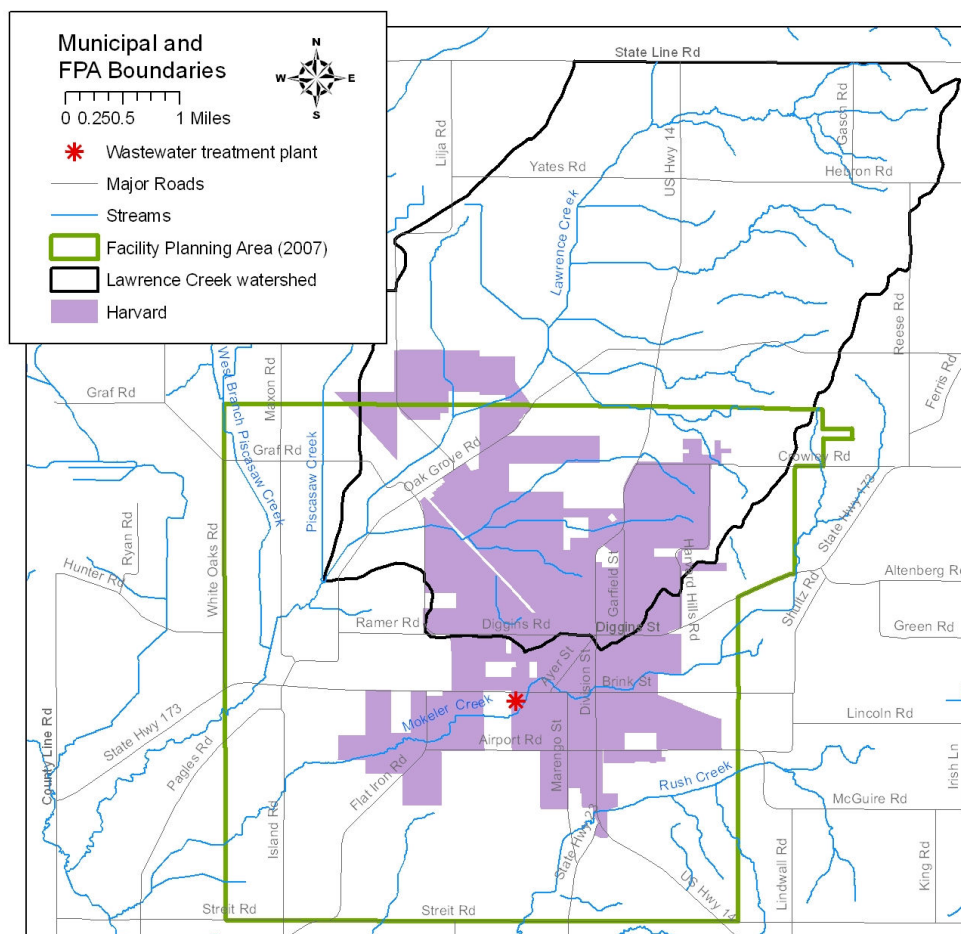 Municipal and
FPA Boundaries
N
W
E
S
0 0.250.5 1 Miles
Wastewater treatment plant
Major Roads
Streams
Facility Planning Area (2007)
Lawrence Creek watershed
Harvard
State Line Rd
Lilja Rd
US Hwy 14
Gasch Rd
Yates Rd
Hebron Rd
Lawrence Creek
Reese Rd
West Branch Piscasaw Creek
Maxon Rd
Ferris Rd
Graf Rd
Graf Rd
Piscasaw Creek
Oak Grove Rd
Crowley Rd
State Hwy 173
Ryan Rd
White Oaks Rd
Hunter Rd
Garfield St
Harvard Hills Rd
Altenberg Rd
Shultz Rd
Ramer Rd
Diggins Rd
Diggins St
Green Rd
Ayer St
Division St
Brink St
Mokeler Creek
State Hwy 173
Lincoln Rd
County Line Rd
Pagles Rd
Airport Rd
Marengo St
Flat Iron Rd
Rush Creek
Irish Ln
McGuire Rd
Island Rd
State Hwy 23
Lindwall Rd
King Rd
US Hwy 14
Streit Rd
Streit Rd